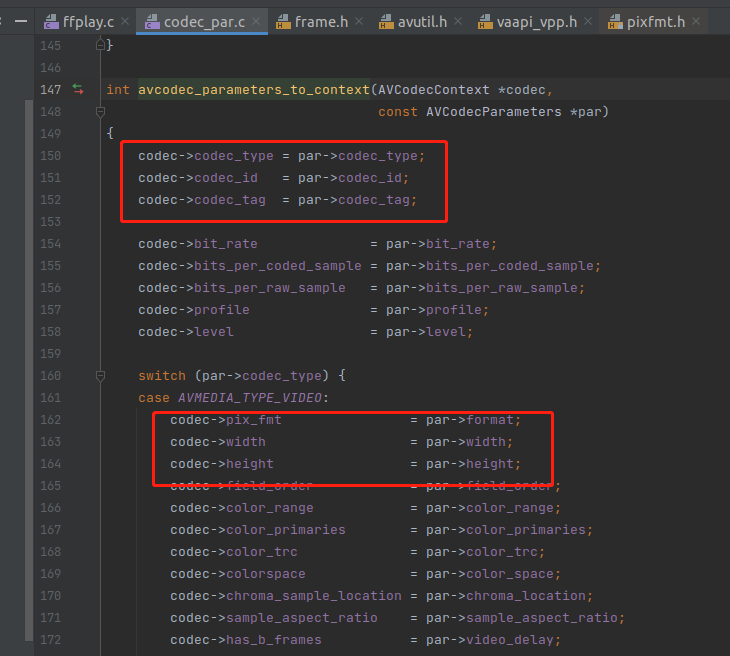 ffplay.c codec_par.c frame.h avutil.h vaapi_vpp.h pixfmt.h
145 }
146
147 int avcodec_parameters_to_context(AVCodecContext *codec,
148 const AVCodecParameters *par)
149 {
150 codec->codec_type = par->codec_type;
151 codec->codec_id = par->codec_id;
152 codec->codec_tag = par->codec_tag;
153
154 codec->bit_rate = par->bit_rate;
155 codec->bits_per_coded_sample = par->bits_per_coded_sample;
156 codec->bits_per_raw_sample = par->bits_per_raw_sample;
157 codec->profile = par->profile;
158 codec->level = par->level;
159
160 switch (par->codec_type) {
161 case AVMEDIA_TYPE_VIDEO:
162 codec->pix_fmt = par->format;
163 codec->width = par->width;
164 codec->height = par->height;
165 codec->field_order = par->field_order;
166 codec->color_range = par->color_range;
167 codec->color_primaries = par->color_primaries;
168 codec->color_trc = par->color_trc;
169 codec->colorspace = par->color_space;
170 codec->chroma_sample_location = par->chroma_location;
171 codec->sample_aspect_ratio = par->sample_aspect_ratio;
172 codec->has_b_frames = par->video_delay;